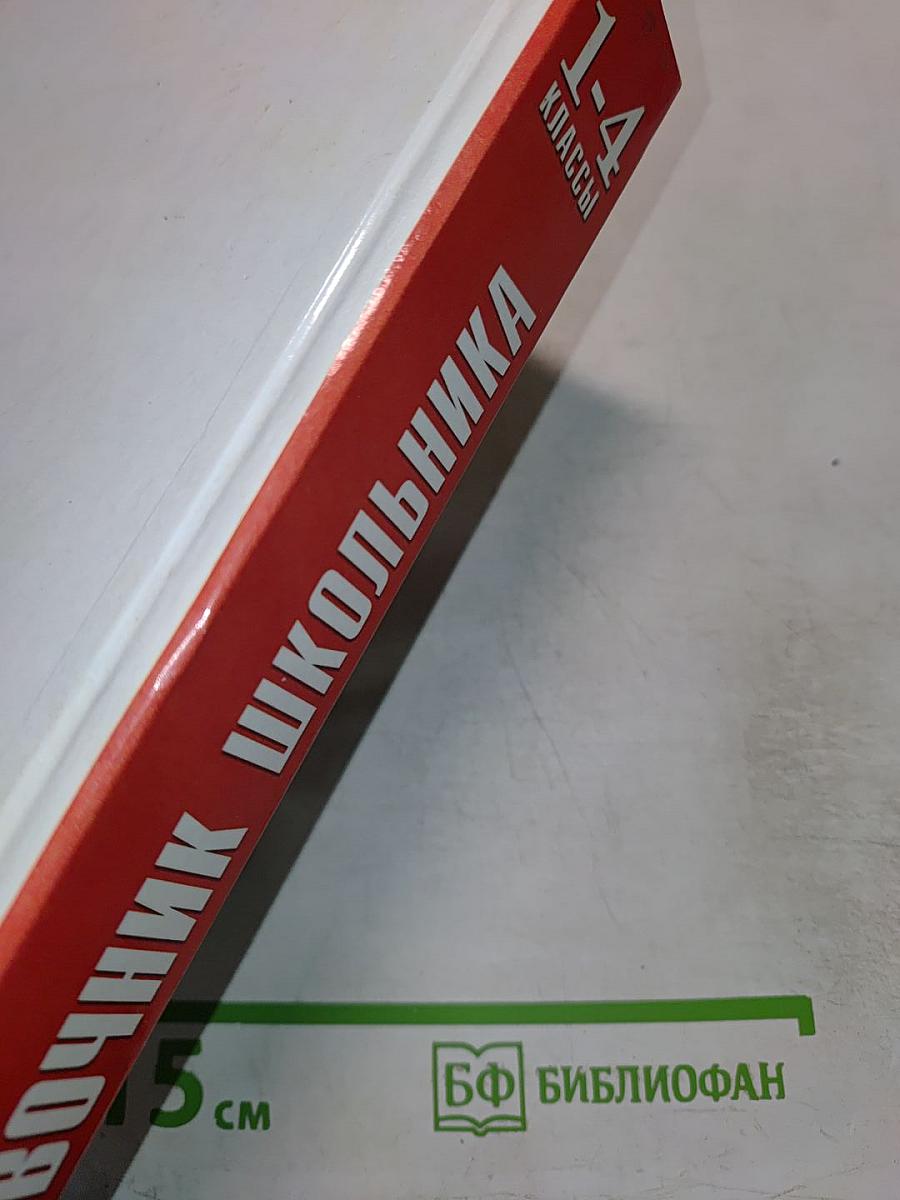 ВОЧНИК ШКОЛЬНИКА
1-4
КЛАССЫ
15 см
БФ БИБЛИОФАН